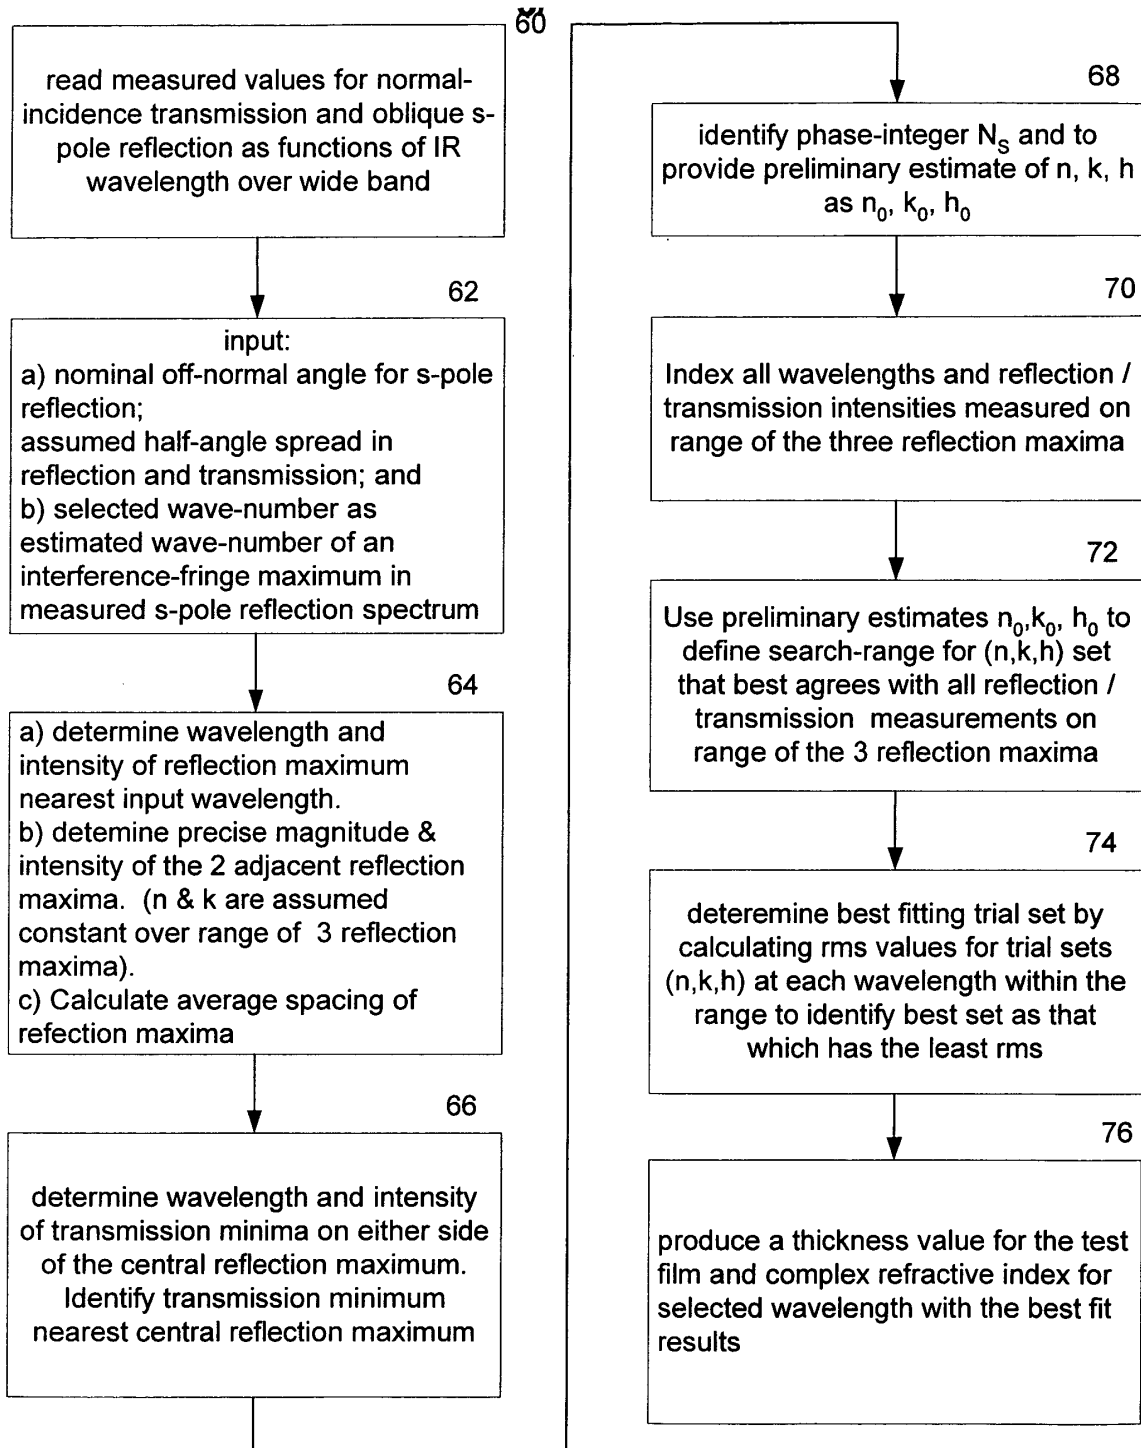 60
read measured values for normal-
incidence transmission and oblique s-
pole reflection as functions of IR
wavelength over wide band
62
input:
a) nominal off-normal angle for s-pole
reflection;
assumed half-angle spread in
reflection and transmission; and
b) selected wave-number as
estimated wave-number of an
interference-fringe maximum in
measured s-pole reflection spectrum
64
a) determine wavelength and
intensity of reflection maximum
nearest input wavelength.
b) detemine precise magnitude &
intensity of the 2 adjacent reflection
maxima. (n & k are assumed
constant over range of 3 reflection
maxima).
c) Calculate average spacing of
refection maxima
66
determine wavelength and intensity
of transmission minima on either side
of the central reflection maximum.
Identify transmission minimum
nearest central reflection maximum
68
identify phase-integer N_S and to
provide preliminary estimate of n, k, h
as n_0, k_0, h_0
70
Index all wavelengths and reflection /
transmission intensities measured on
range of the three reflection maxima
72
Use preliminary estimates n_0,k_0, h_0 to
define search-range for (n,k,h) set
that best agrees with all reflection /
transmission measurements on
range of the 3 reflection maxima
74
deteremine best fitting trial set by
calculating rms values for trial sets
(n,k,h) at each wavelength within the
range to identify best set as that
which has the least rms
76
produce a thickness value for the test
film and complex refractive index for
selected wavelength with the best fit
results